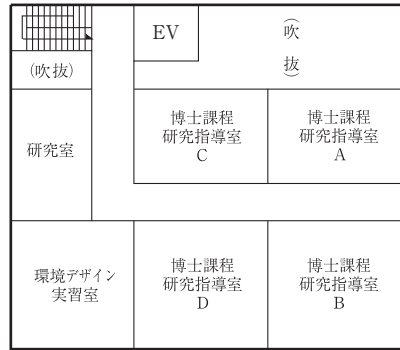 EV
（吹抜）
（吹抜）
研究室
博士課程
研究指導室
C
博士課程
研究指導室
A
環境デザイン
実習室
博士課程
研究指導室
D
博士課程
研究指導室
B